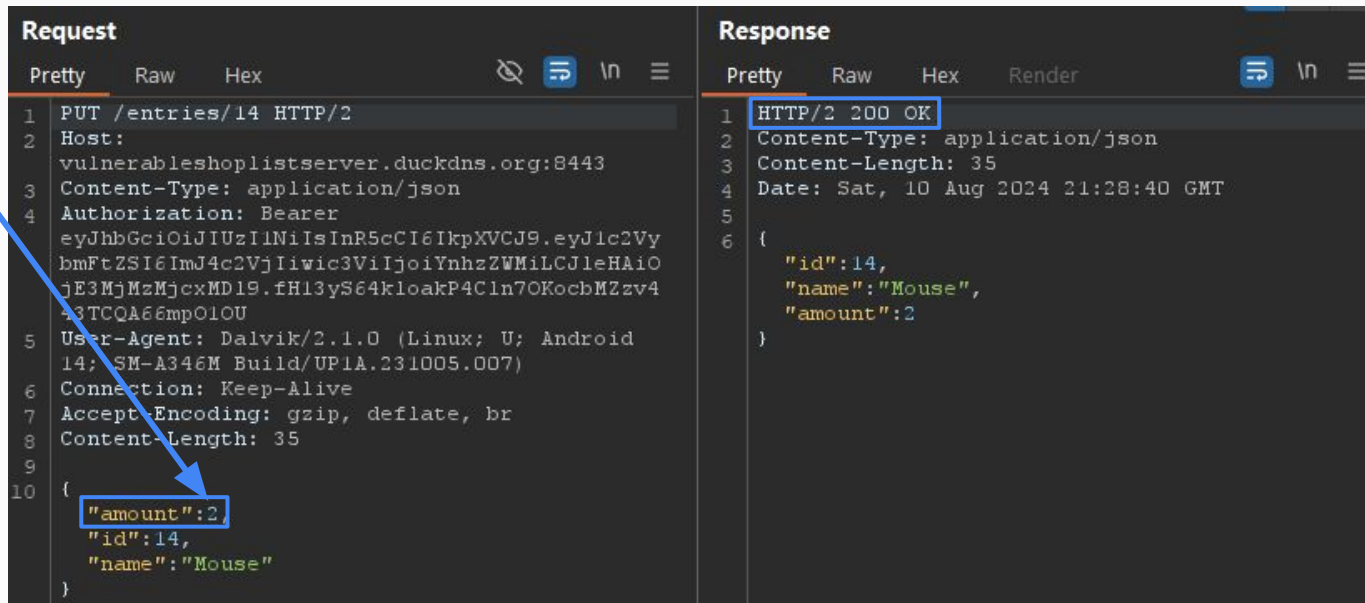 Request
Pretty Raw Hex \n
1 PUT /entries/14 HTTP/2
2 Host:
vulnerableshoplistserver.duckdns.org:8443
3 Content-Type: application/json
4 Authorization: Bearer
eyJhbGciOiJIUzI1NiIsInR5cCI6IkpXVCJ9.eyJ1c2Vy
bmFtZSI6ImJ4c2VjIiwic3ViIjoiYnhzZWMiLCJleHAiO
jE3MjMzMjcxMD19.fH13yS64k1oakP4C1n7OKocbMZzv4
43TCQA66mpO1OU
5 User-Agent: Dalvik/2.1.0 (Linux; U; Android
14; SM-A346M Build/UP1A.231005.007)
6 Connection: Keep-Alive
7 Accept-Encoding: gzip, deflate, br
8 Content-Length: 35
9
10 {
"amount":2,
"id":14,
"name":"Mouse"
}
Response
Pretty Raw Hex Render \n
1 HTTP/2 200 OK
2 Content-Type: application/json
3 Content-Length: 35
4 Date: Sat, 10 Aug 2024 21:28:40 GMT
5
6 {
"id":14,
"name":"Mouse",
"amount":2
}